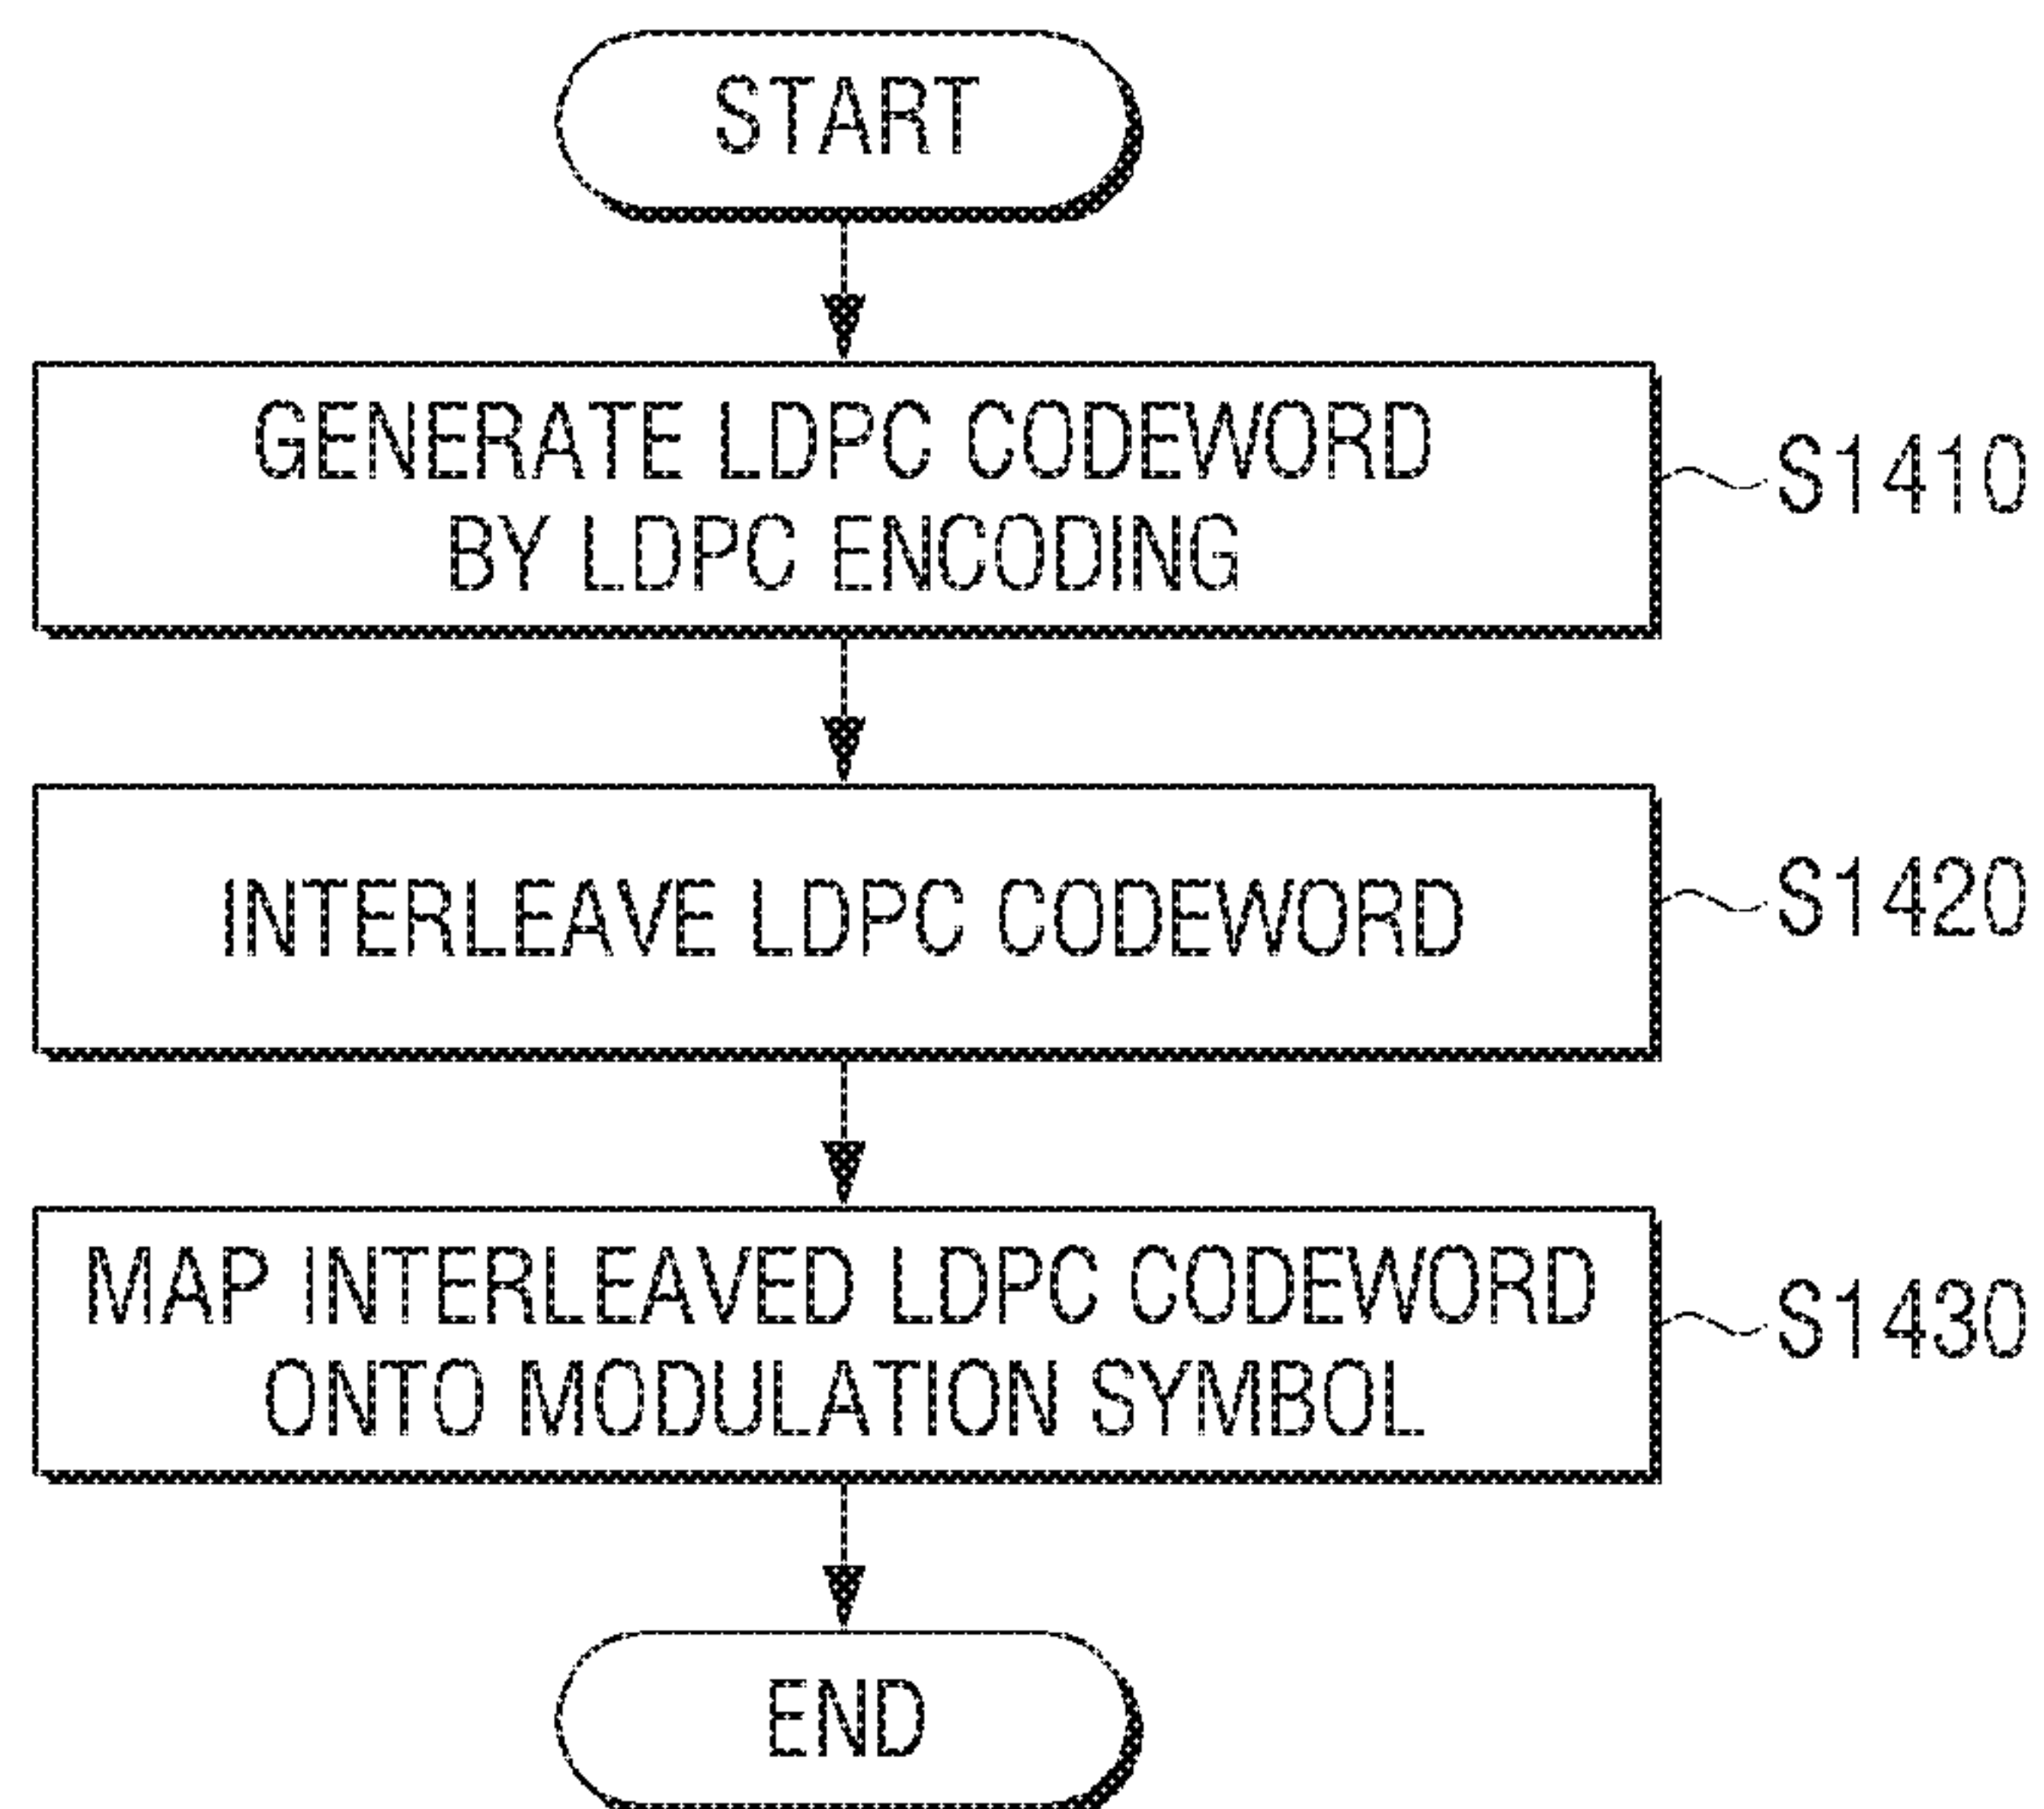 START
GENERATE LDPC CODEWORD
BY LDPC ENCODING
S1410
INTERLEAVE LDPC CODEWORD
S1420
MAP INTERLEAVED LDPC CODEWORD
ONTO MODULATION SYMBOL
S1430
END